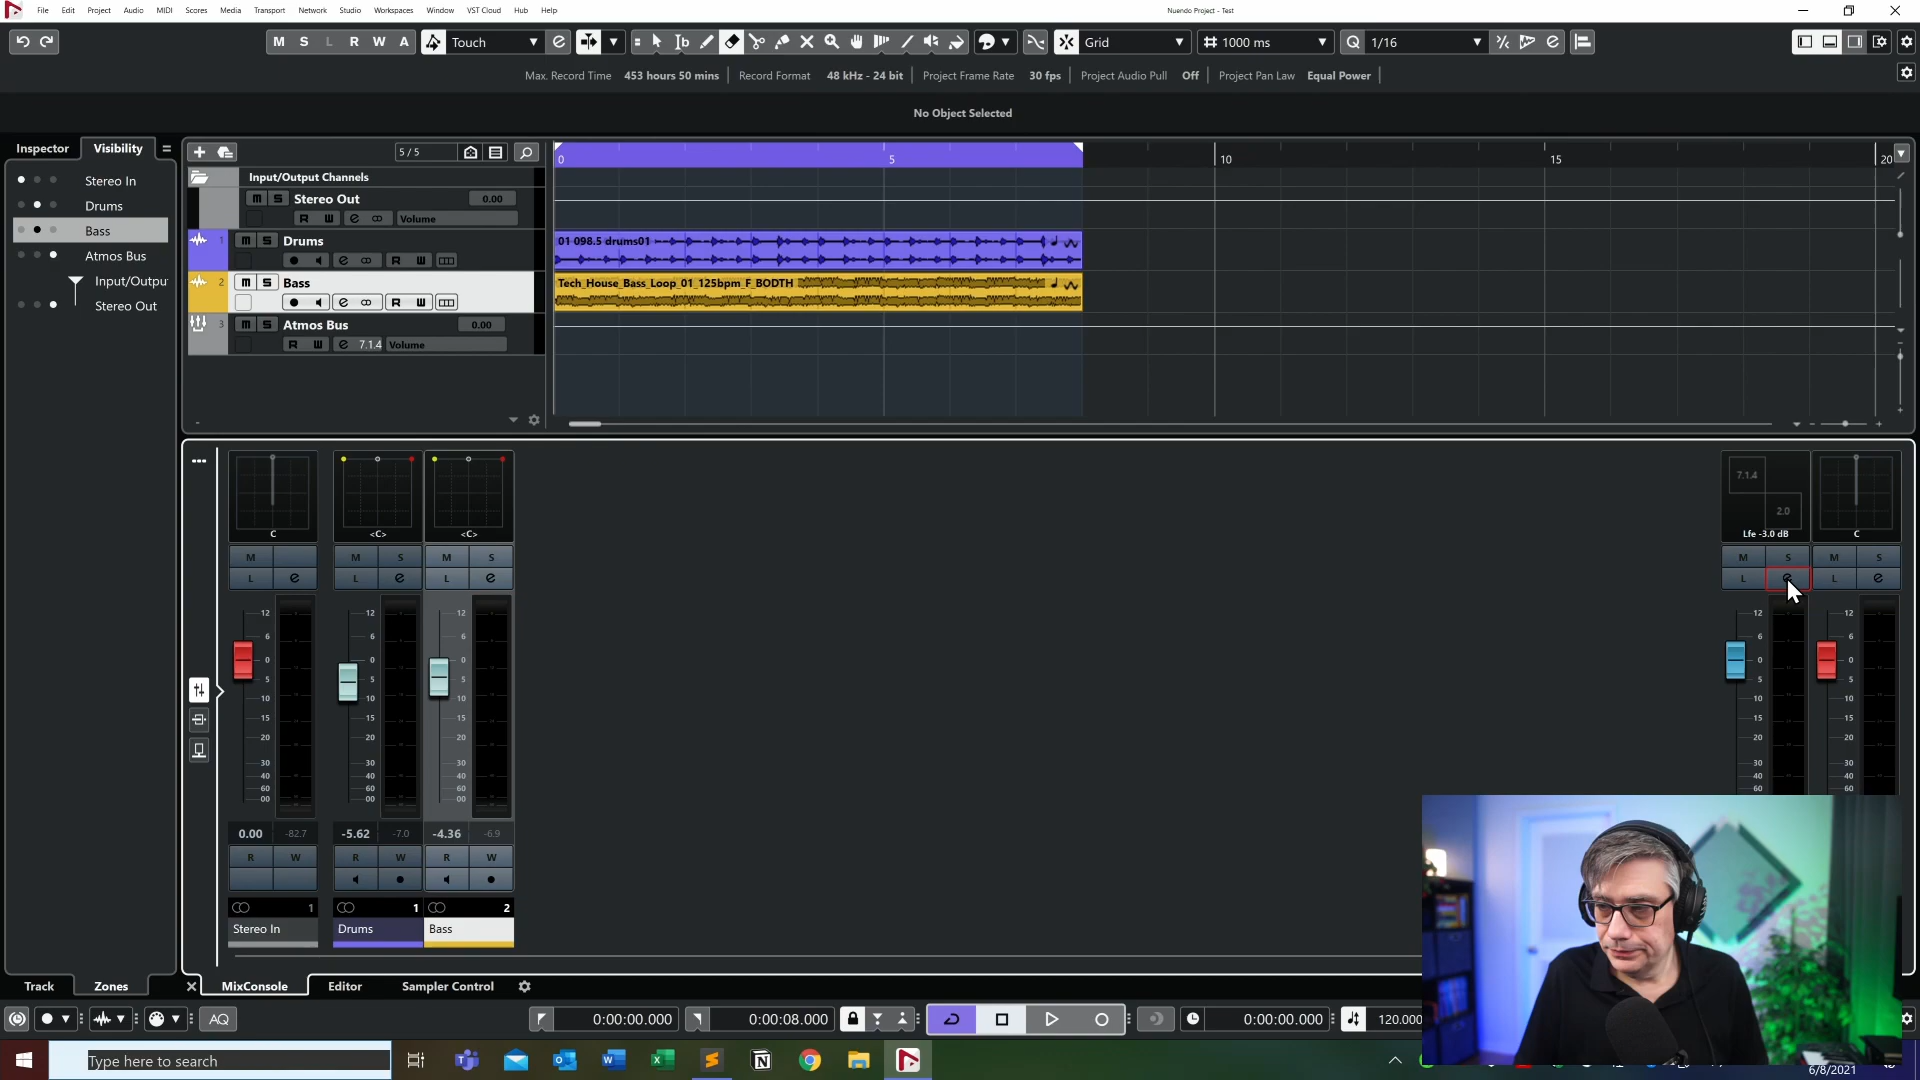 File Edit Project Audio MIDI Scores Media Transport Network Studio Workspaces Window VST Cloud Hub Help
Nuendo Project - Test
M S L R W A Touch Grid 1000 ms Q 1/16
Max. Record Time 453 hours 50 mins Record Format 48 kHz - 24 bit Project Frame Rate 30 fps Project Audio Pull Off Project Pan Law Equal Power
No Object Selected
Inspector Visibility
5 / 5
0 5 10 15 20
Input/Output Channels
Stereo In
Drums
Bass
Atmos Bus
Input/Outpu
Stereo Out
m S Stereo Out 0.00
R W e Volume
1 m S Drums
e R W
01 098.5 drums01
2 m S Bass
e R W
Tech_House_Bass_Loop_01_125bpm_F_BODTH
3 m S Atmos Bus 0.00
R W e 7.1.4 Volume
C <C> <C>
7.1.4
2.0
Lfe -3.0 dB C
M M S M S M S M S
L e L e L e L e L e
12 12 12 12 12
6 6 6 6 6
0 0 0 0 0
5 5 5 5 5
10 10 10 10 10
15 15 15 15 15
20 20 20 20 20
30 30 30 30 30
40 40 40 40 40
60 60 60 60 60
00 00 00
0.00 -82.7 -5.62 -7.0 -4.36 -6.9
R W R W R W
1 1 2
Stereo In Drums Bass
Track Zones MixConsole Editor Sampler Control
AQ 0:00:00.000 0:00:08.000 0:00:00.000 120.000
Type here to search
6/8/2021